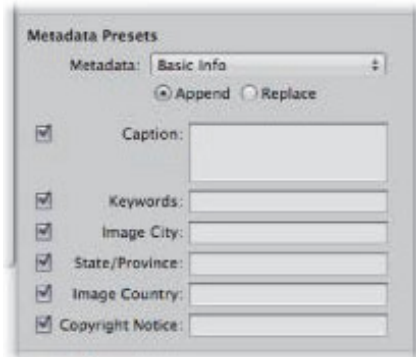 Metadata Presets
Metadata: Basic Info
Append Replace
Caption:
Keywords:
Image City:
State/Province:
Image Country:
Copyright Notice: